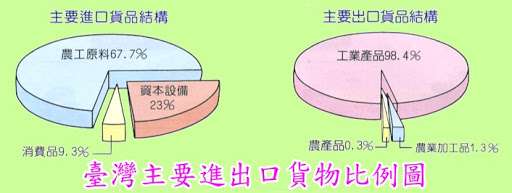 主要進口貨品結構
農工原料67.7%
資本設備
23%
消費品9.3%
主要出口貨品結構
工業產品98.4%
農產品0.3%
農業加工品1.3%
臺灣主要進出口貨物比例圖